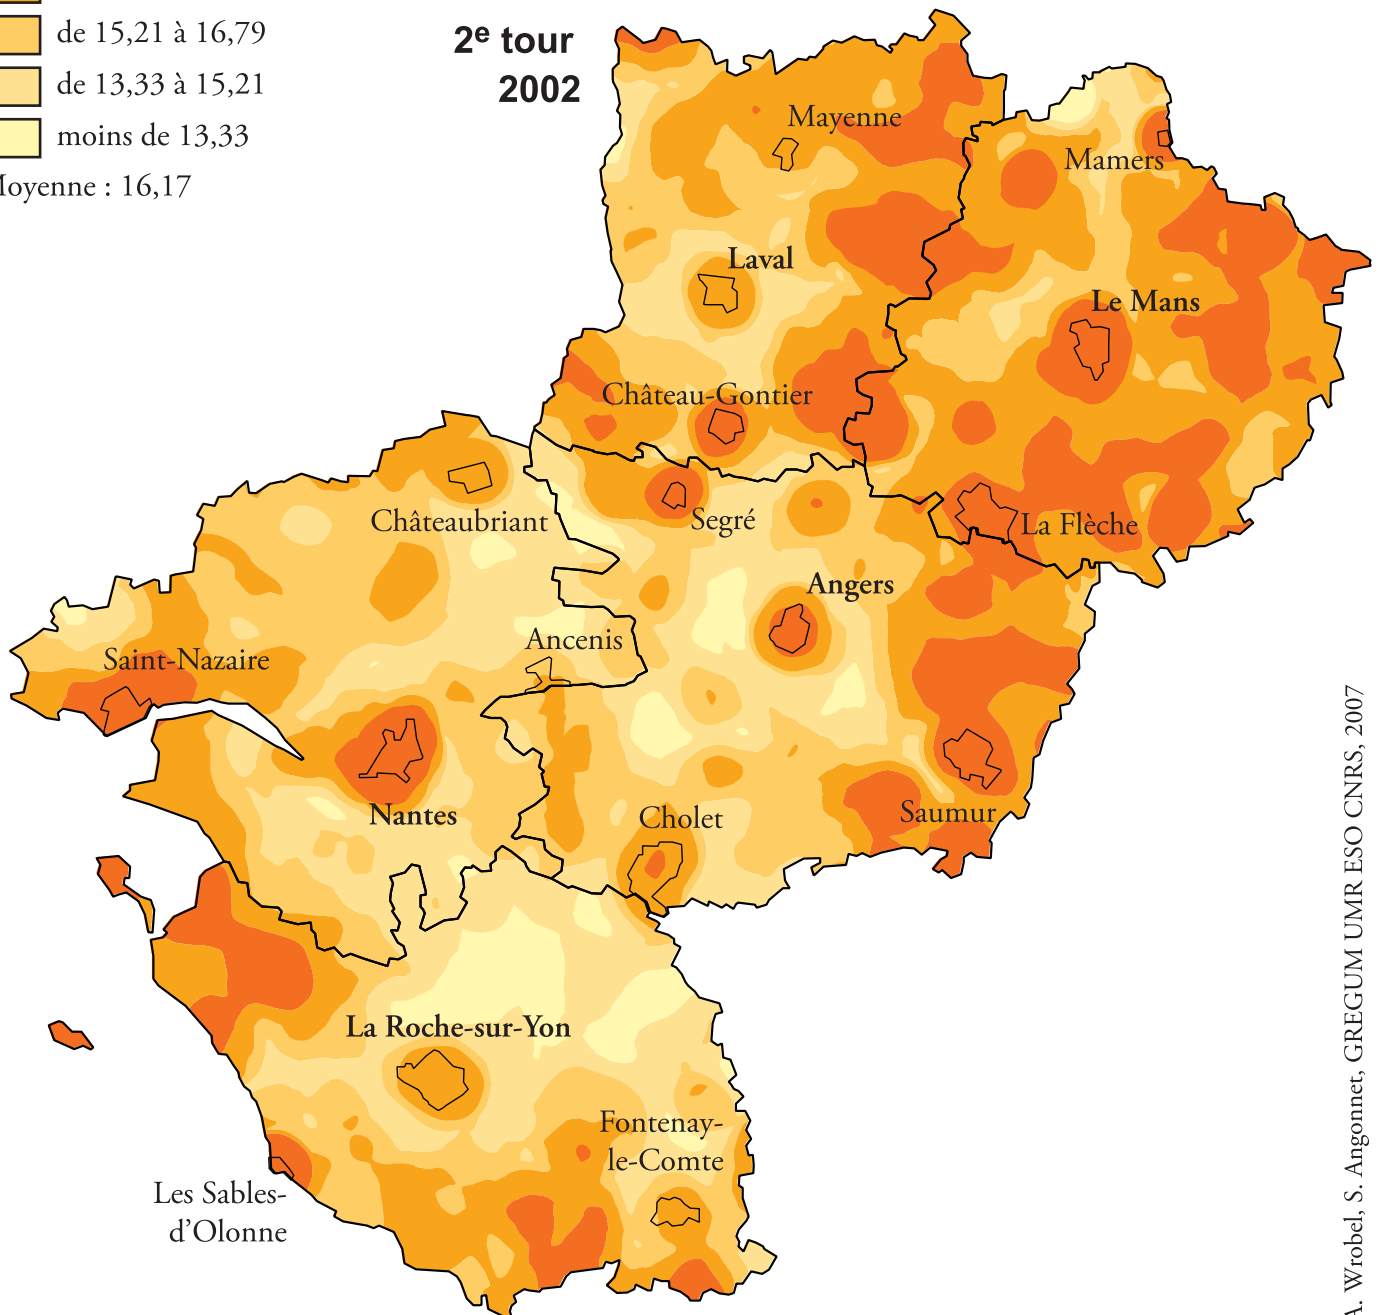 de 15,21 à 16,79
de 13,33 à 15,21
moins de 13,33
Moyenne : 16,17
2e tour
2002
Mayenne
Mamers
Laval
Le Mans
Château-Gontier
Châteaubriant
Segré
La Flèche
Angers
Ancenis
Saint-Nazaire
Nantes
Cholet
Saumur
La Roche-sur-Yon
Fontenay-
le-Comte
Les Sables-
d'Olonne
A. Wrobel, S. Angonnet, GREGUM UMR ESO CNRS, 2007